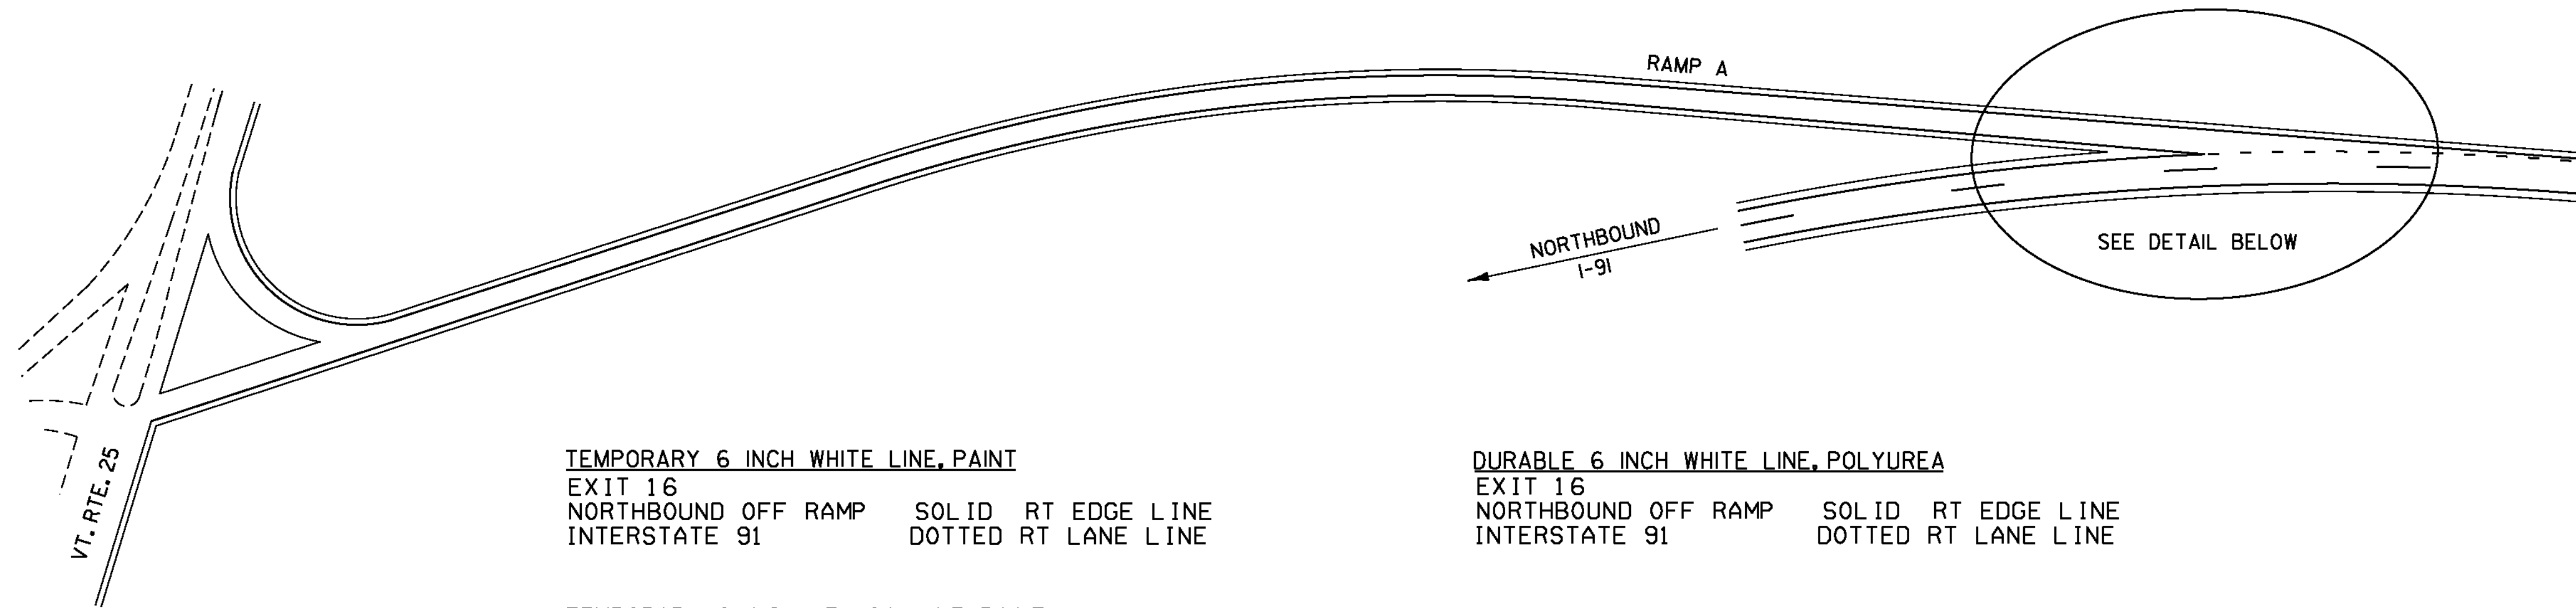 RAMP A
NORTHBOUND
I-91
SEE DETAIL BELOW
VT. RTE. 25
TEMPORARY 6 INCH WHITE LINE, PAINT
EXIT 16
NORTHBOUND OFF RAMP SOLID RT EDGE LINE
INTERSTATE 91 DOTTED RT LANE LINE
DURABLE 6 INCH WHITE LINE, POLYUREA
EXIT 16
NORTHBOUND OFF RAMP SOLID RT EDGE LINE
INTERSTATE 91 DOTTED RT LANE LINE